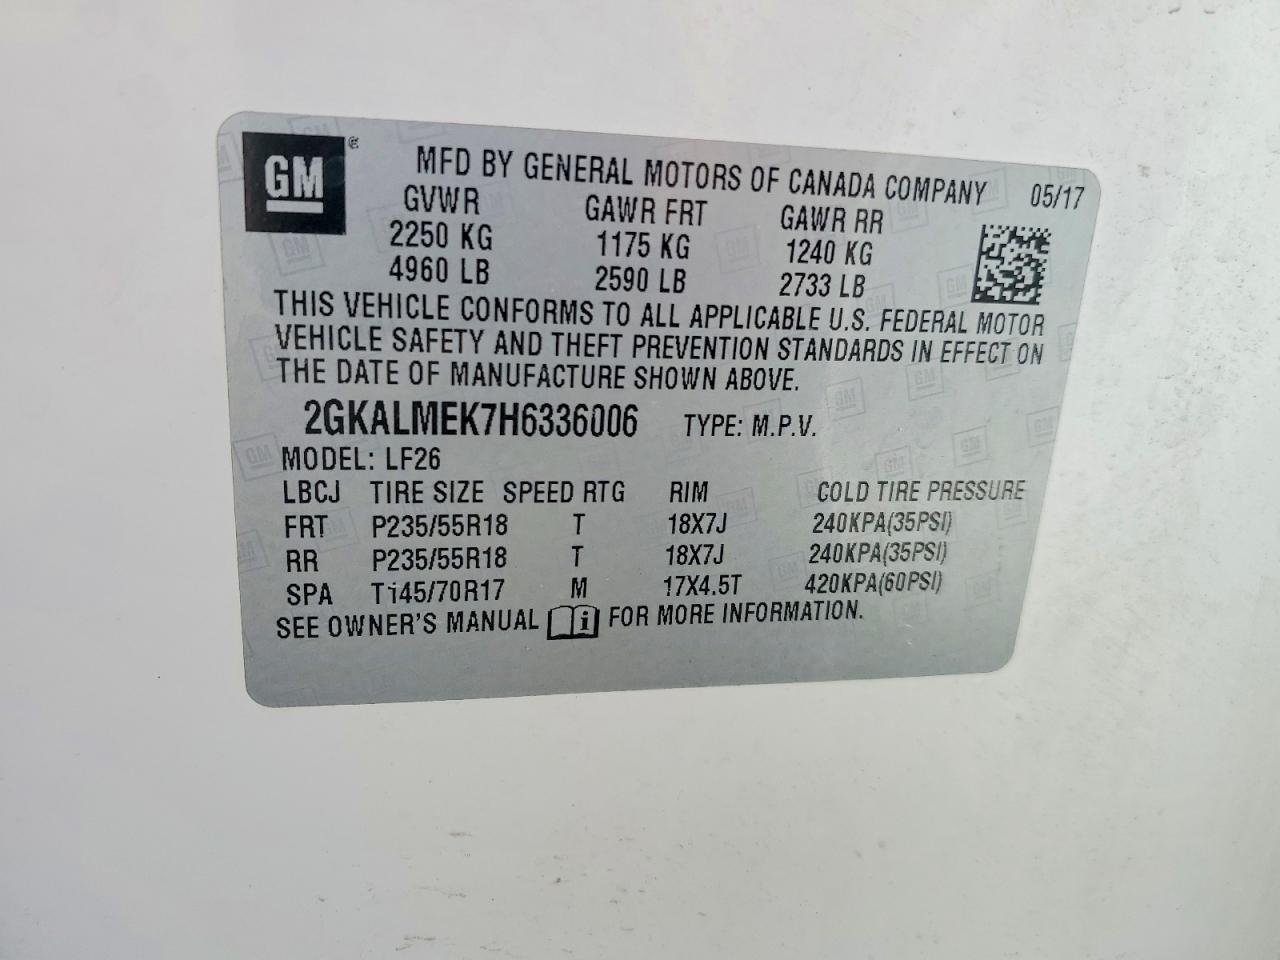 GM
MFD BY GENERAL MOTORS OF CANADA COMPANY 05/17
GVWR GAWR FRT GAWR RR
2250 KG 1175 KG 1240 KG
4960 LB 2590 LB 2733 LB
THIS VEHICLE CONFORMS TO ALL APPLICABLE U.S. FEDERAL MOTOR
VEHICLE SAFETY AND THEFT PREVENTION STANDARDS IN EFFECT ON
THE DATE OF MANUFACTURE SHOWN ABOVE.
2GKALMEK7H6336006 TYPE: M.P.V.
MODEL: LF26
LBCJ TIRE SIZE SPEED RTG RIM COLD TIRE PRESSURE
FRT P235/55R18 T 18X7J 240KPA(35PSI)
RR P235/55R18 T 18X7J 240KPA(35PSI)
SPA T145/70R17 M 17X4.5T 420KPA(60PSI)
SEE OWNER'S MANUAL i FOR MORE INFORMATION.